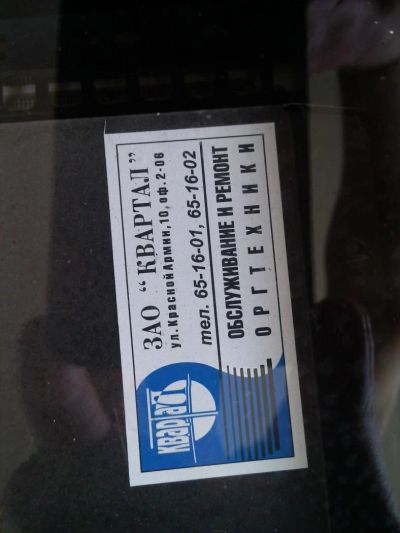 ЗАО “КВАРТАЛ”
ул. Красной Армии, 10, оф. 2-06
тел. 65-16-01, 65-16-02
ОБСЛУЖИВАНИЕ И РЕМОНТ
ОРГТЕХНИКИ
квартал